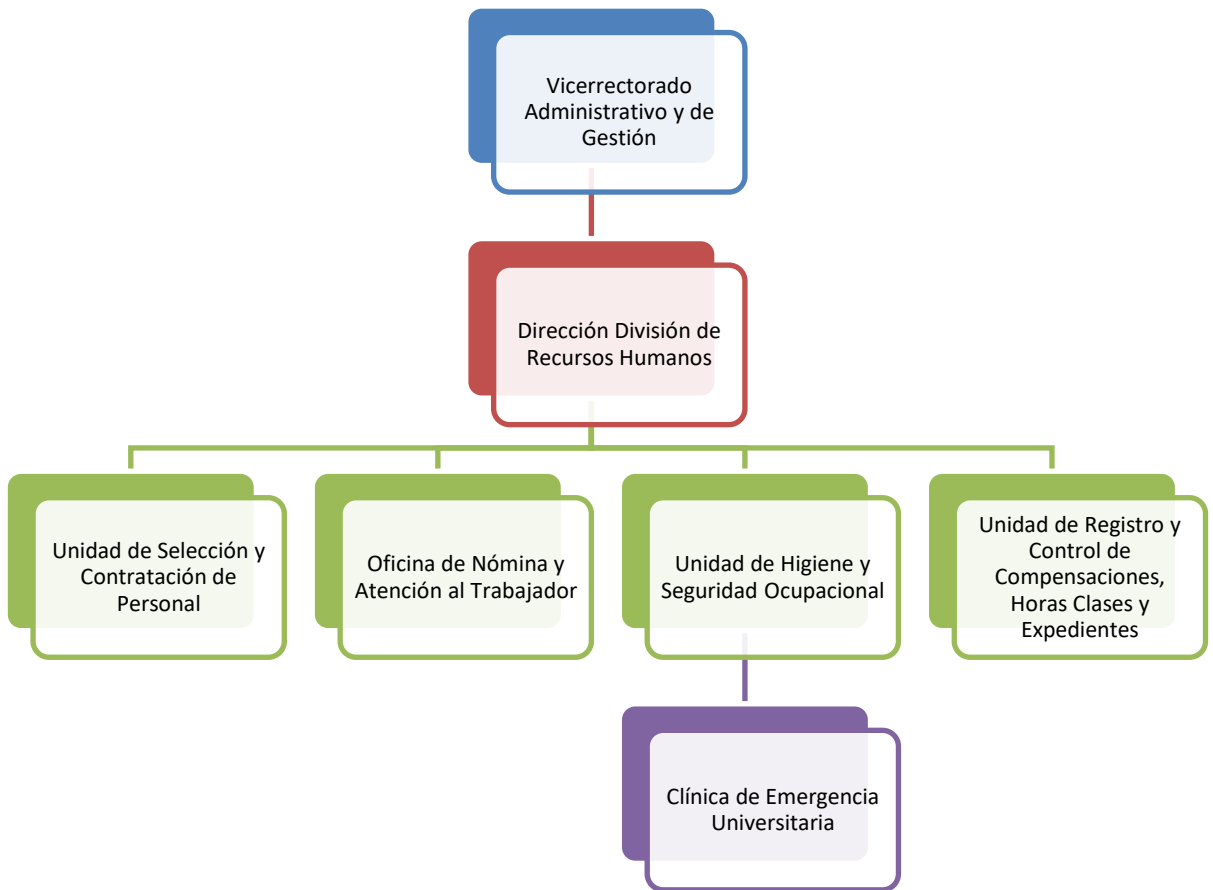 Vicerrectorado
Administrativo y de
Gestión
Dirección División de
Recursos Humanos
Unidad de Selección y
Contratación de
Personal
Oficina de Nómina y
Atención al Trabajador
Unidad de Higiene y
Seguridad Ocupacional
Unidad de Registro y
Control de
Compensaciones,
Horas Clases y
Expedientes
Clínica de Emergencia
Universitaria